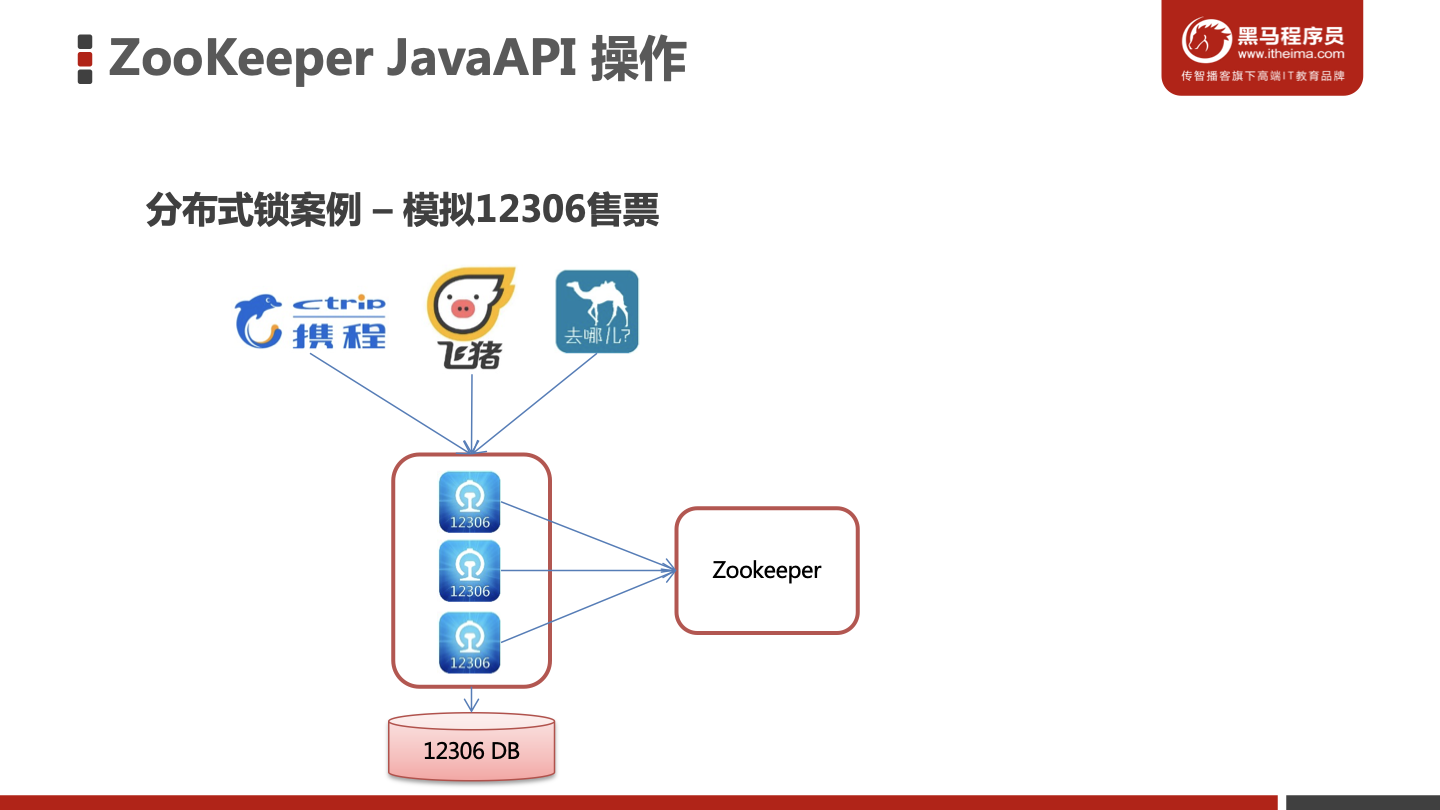 ZooKeeper JavaAPI 操作
黑马程序员
www.itheima.com
传智播客旗下高端IT教育品牌
分布式锁案例 – 模拟12306售票
ctrip
携程
飞猪
去哪儿?
12306
12306
12306
Zookeeper
12306 DB